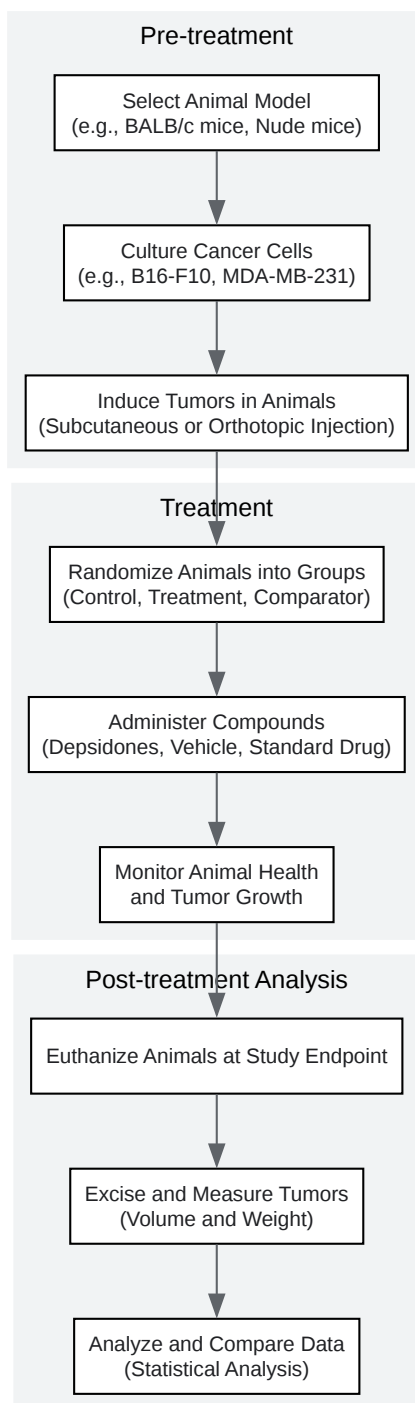 Pre-treatment
Select Animal Model
(e.g., BALB/c mice, Nude mice)
Culture Cancer Cells
(e.g., B16-F10, MDA-MB-231)
Induce Tumors in Animals
(Subcutaneous or Orthotopic Injection)
Treatment
Randomize Animals into Groups
(Control, Treatment, Comparator)
Administer Compounds
(Depsidones, Vehicle, Standard Drug)
Monitor Animal Health
and Tumor Growth
Post-treatment Analysis
Euthanize Animals at Study Endpoint
Excise and Measure Tumors
(Volume and Weight)
Analyze and Compare Data
(Statistical Analysis)